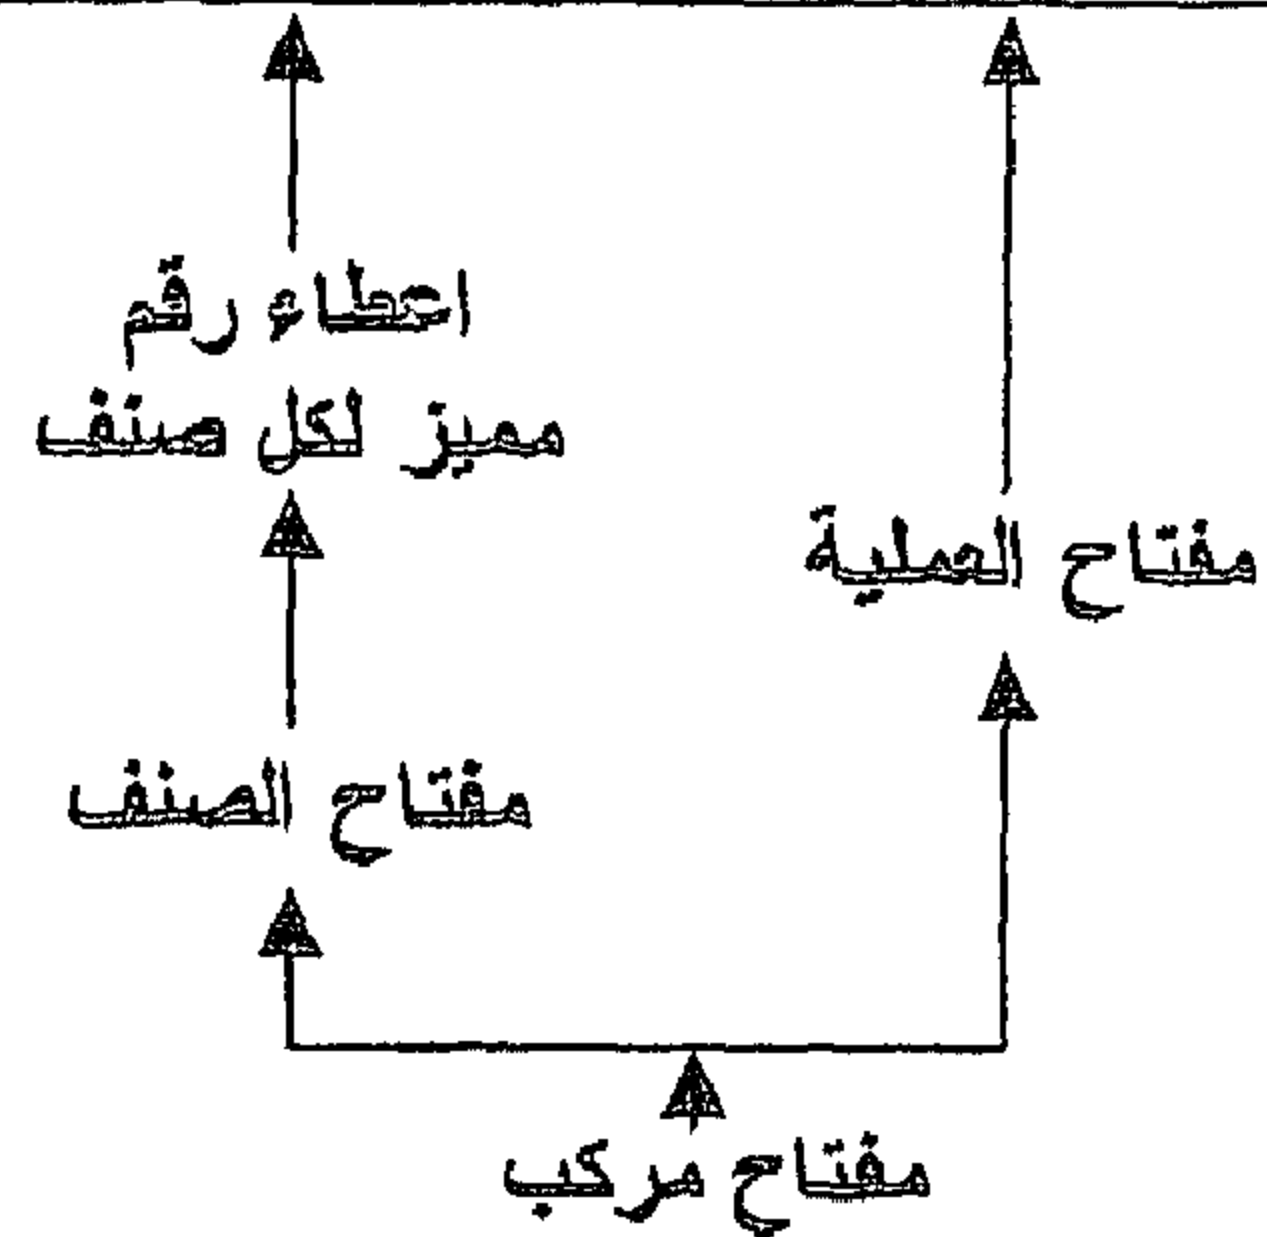 اعطاء رقم
مميز لكل صنف
مفتاح العملية
مفتاح الصنف
مفتاح مركب